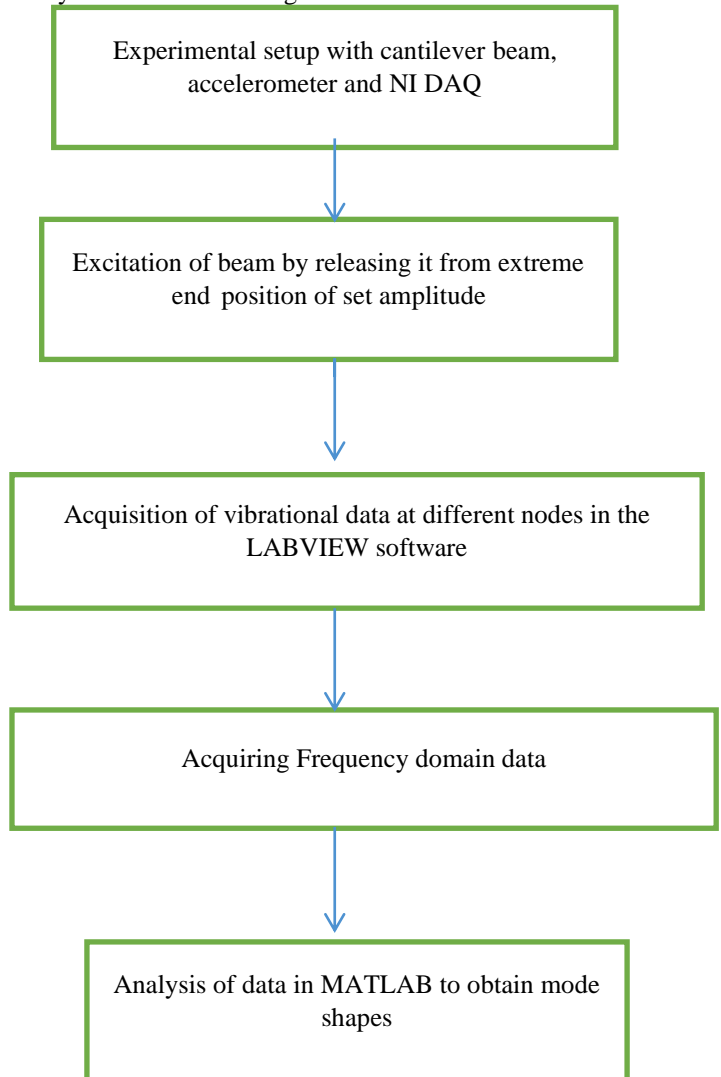 Experimental setup with cantilever beam,
accelerometer and NI DAQ
Excitation of beam by releasing it from extreme
end position of set amplitude
Acquisition of vibrational data at different nodes in the
LABVIEW software
Acquiring Frequency domain data
Analysis of data in MATLAB to obtain mode
shapes